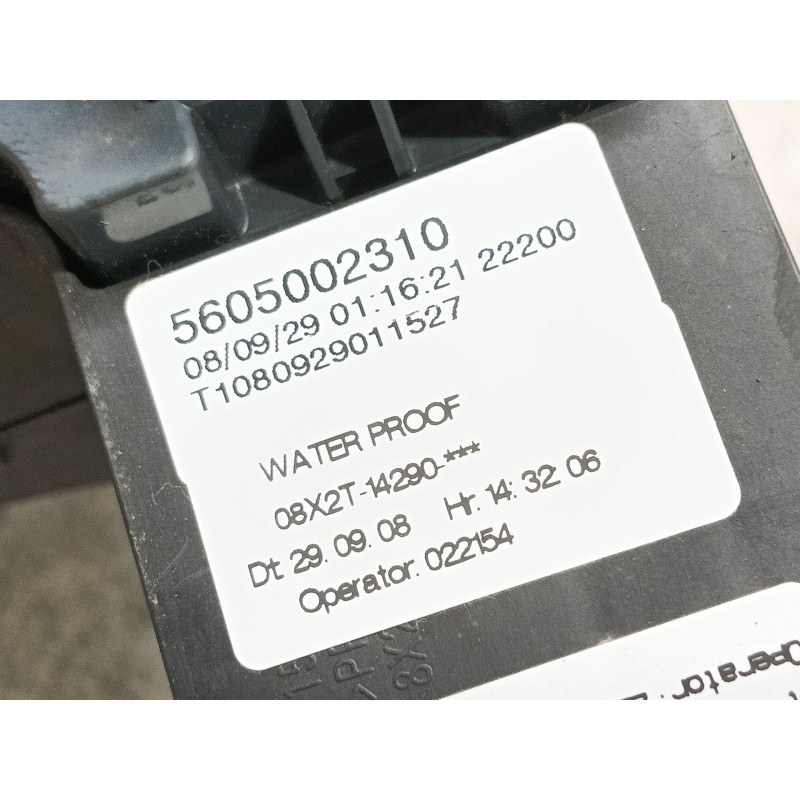 5605002310
08/09/29 01:16:21 22200
T1080929011527
WATER PROOF
08X2T-14290-***
Dt. 29. 09. 08 Hr. 14: 32: 06
Operator. 022154
Operator: